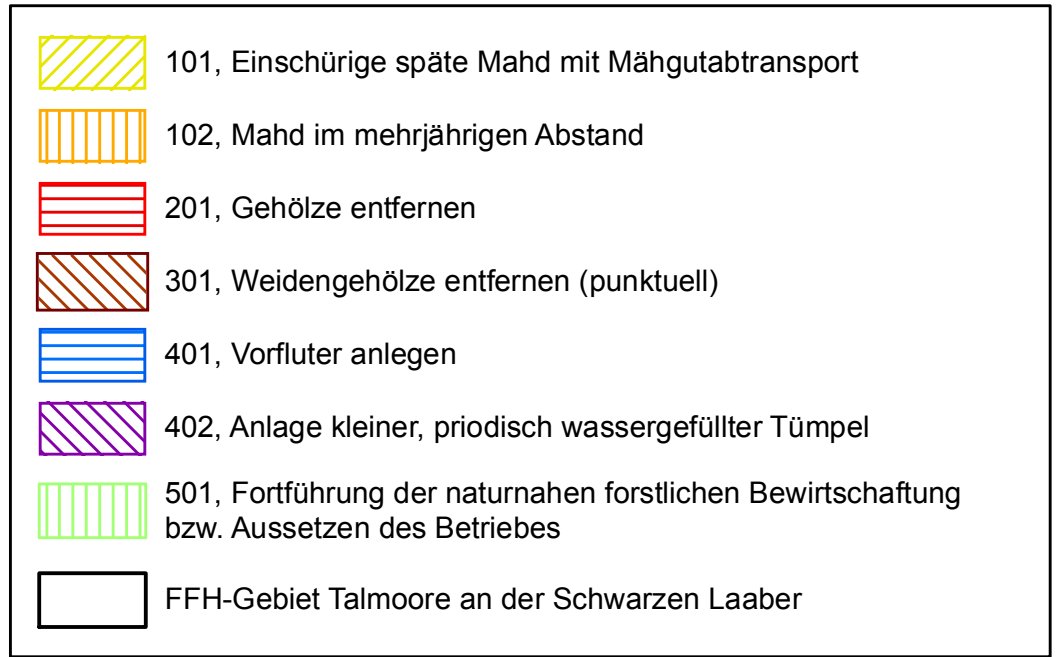 101, Einschürige späte Mahd mit Mähgutabtransport
102, Mahd im mehrjährigen Abstand
201, Gehölze entfernen
301, Weidengehölze entfernen (punktuell)
401, Vorfluter anlegen
402, Anlage kleiner, priodisch wassergefüllter Tümpel
501, Fortführung der naturnahen forstlichen Bewirtschaftung
bzw. Aussetzen des Betriebes
FFH-Gebiet Talmoore an der Schwarzen Laaber